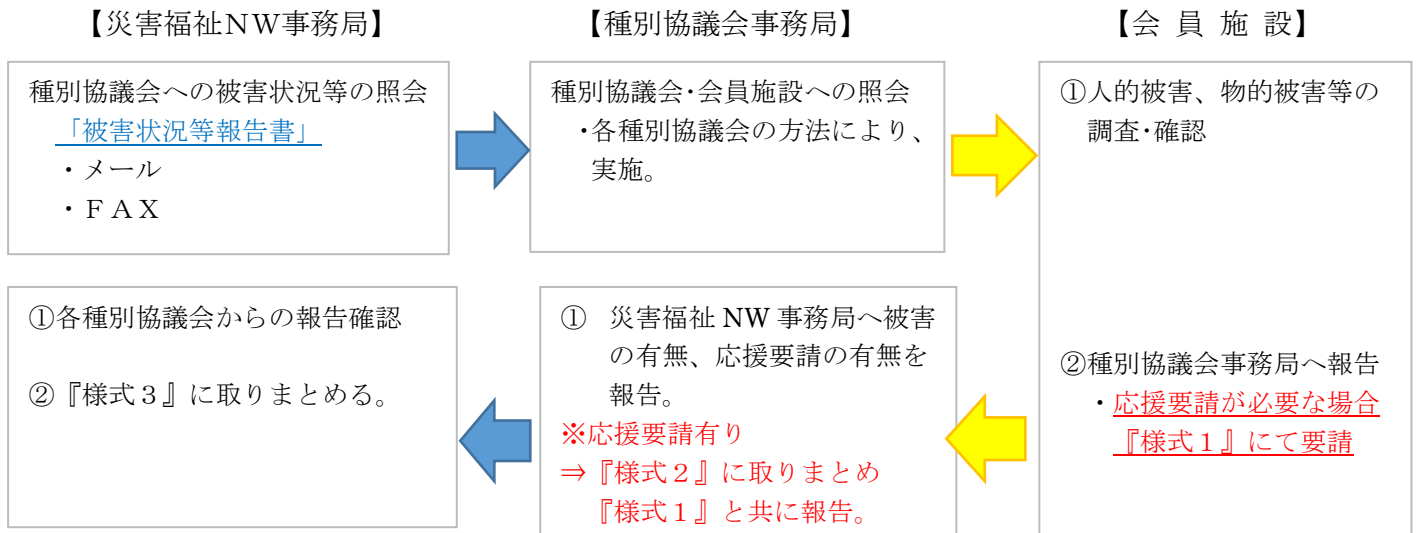 【災害福祉ＮＷ事務局】
【種別協議会事務局】
【会 員 施 設】
種別協議会への被害状況等の照会
「被害状況等報告書」
・メール
・ＦＡＸ
種別協議会・会員施設への照会
・各種別協議会の方法により、
実施。
①人的被害、物的被害等の
調査・確認
②種別協議会事務局へ報告
・応援要請が必要な場合
『様式１』にて要請
① 災害福祉 NW 事務局へ被害
の有無、応援要請の有無を
報告。
※応援要請有り
⇒『様式２』に取りまとめ
『様式１』と共に報告。
①各種別協議会からの報告確認
②『様式３』に取りまとめる。